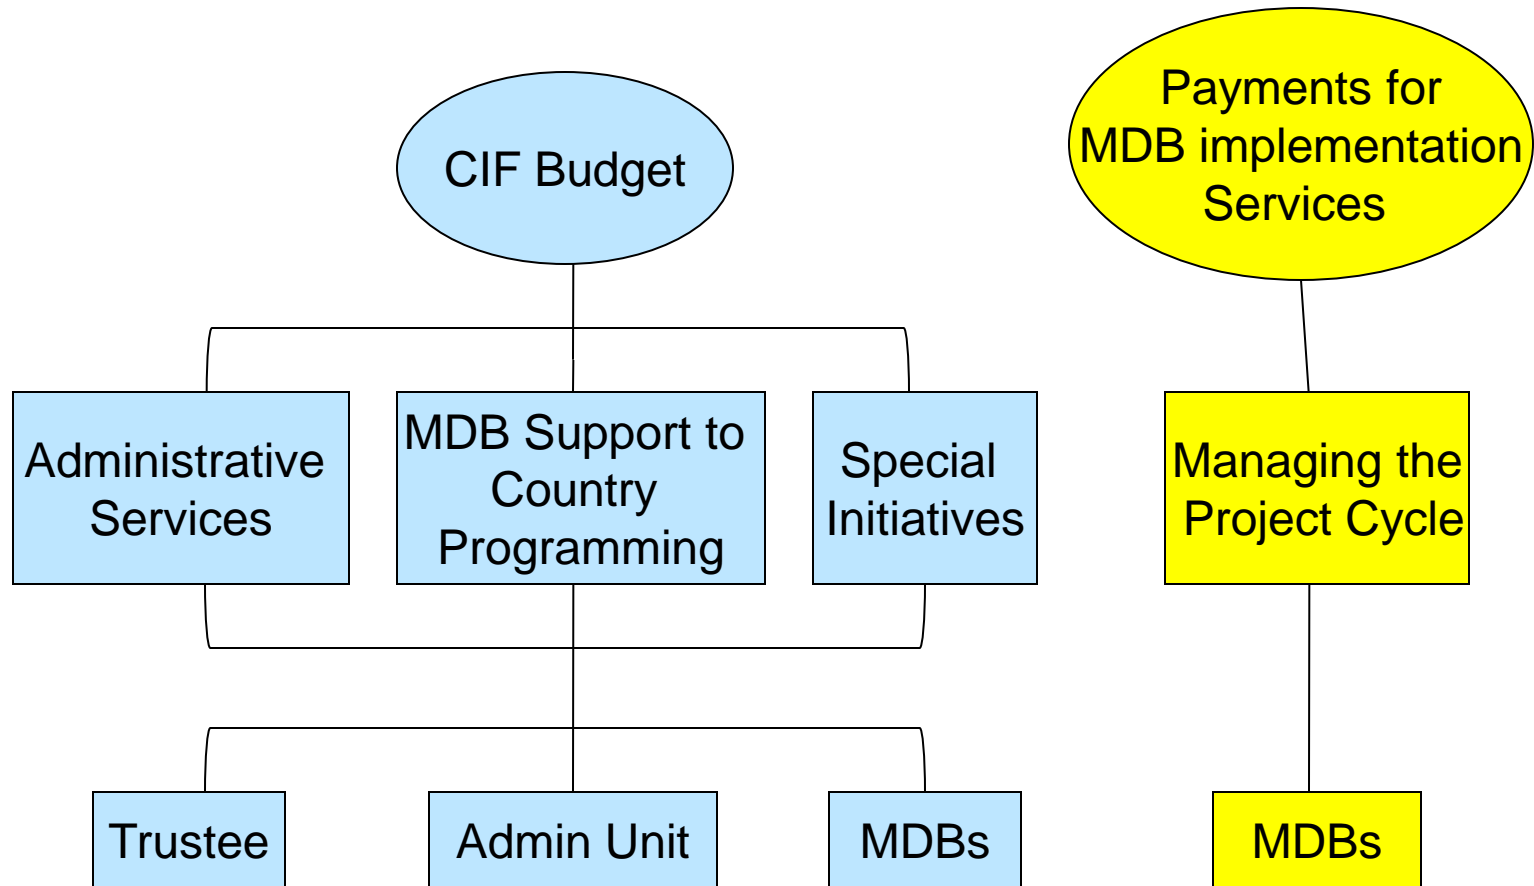 CIF Budget
Payments for
MDB implementation
Services
Administrative
Services
MDB Support to
Country
Programming
Special
Initiatives
Managing the
Project Cycle
Trustee
Admin Unit
MDBs
MDBs